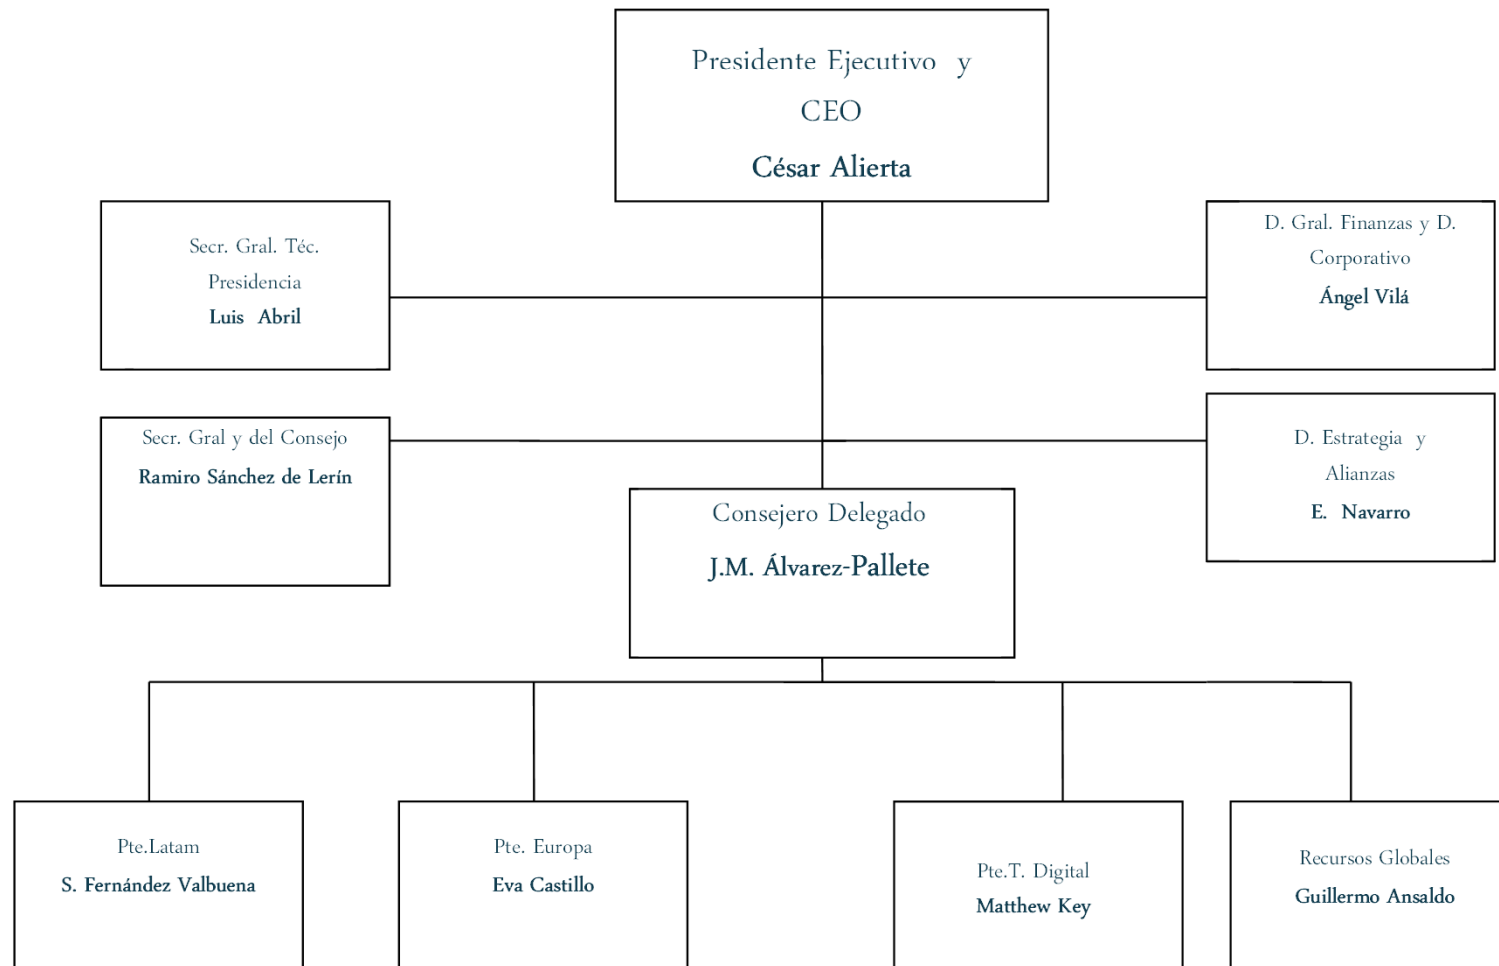 Presidente Ejecutivo y
CEO
César Alierta
Secr. Gral. Téc.
Presidencia
Luis Abril
D. Gral. Finanzas y D.
Corporativo
Ángel Vilá
Secr. Gral y del Consejo
Ramiro Sánchez de Lerín
D. Estrategia y
Alianzas
E. Navarro
Consejero Delegado
J.M. Álvarez-Pallete
Pte.Latam
S. Fernández Valbuena
Pte. Europa
Eva Castillo
Pte.T. Digital
Matthew Key
Recursos Globales
Guillermo Ansaldo